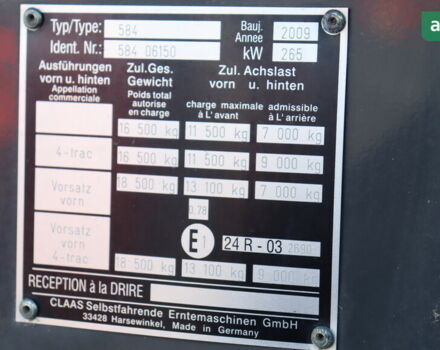 Typ/Type: 584 Bauj. Annee 2009
Ident. Nr.: 584 06150 kW 265
Ausführungen vorn u. hinten Zul.Ges. Gewicht Zul. Achslast vorn u. hinten
Appellation commerciale Poids total autorise en charge charge maximale à L'avant admissible à L'arrière
16 500 kg 11 500 kg 7 000 kg
4-trac 16 500 kg 11 500 kg 9 000 kg
Vorsatz vorn 18 500 kg 13 100 kg 7 000 kg
0.78
E1 24 R - 03 2890
Vorsatz vorn 4-trac 18 500 kg 13 100 kg 9 000 kg
RECEPTION à la DRIRE
CLAAS Selbstfahrende Erntemaschinen GmbH
33428 Harsewinkel, Made in Germany
a